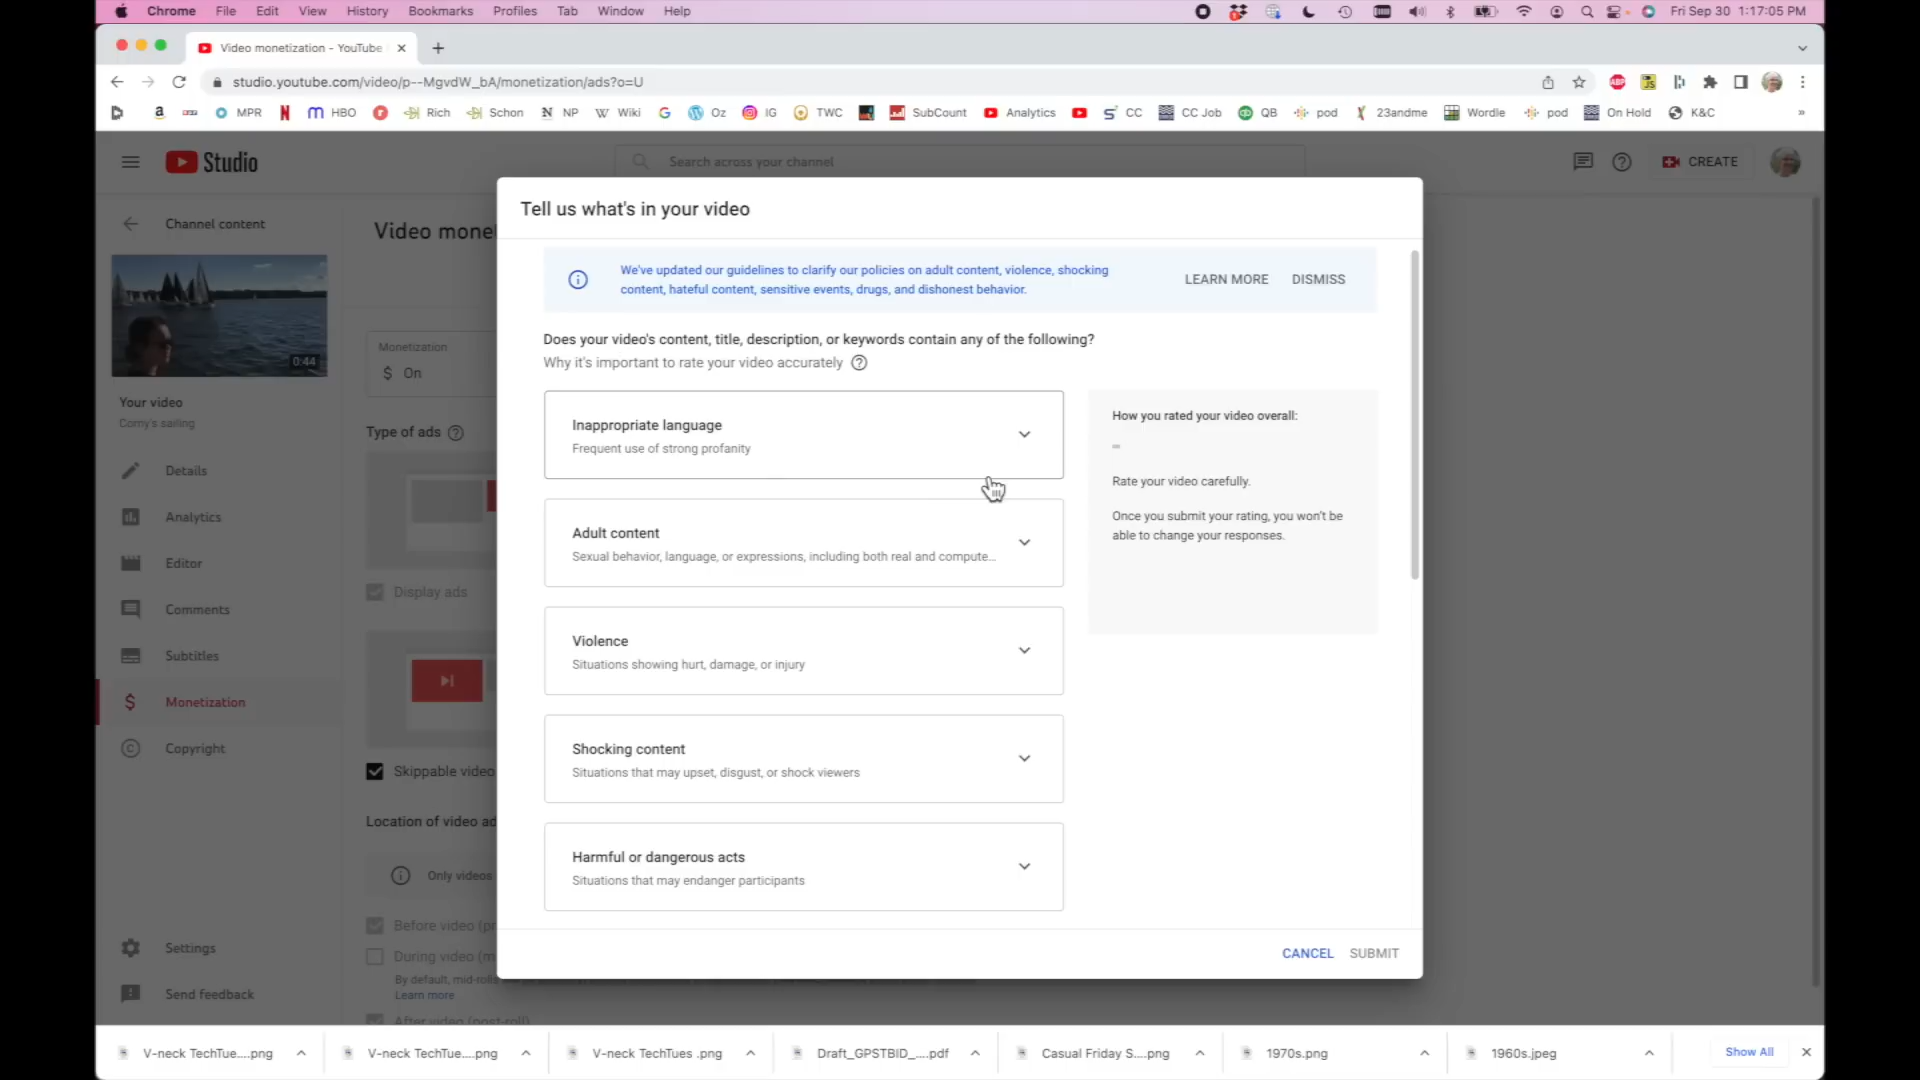 Chrome File Edit View History Bookmarks Profiles Tab Window Help Fri Sep 30 1:17:05 PM
Video monetization - YouTube
studio.youtube.com/video/p--MgvdW_bA/monetization/ads?o=U
MPR HBO Rich Schon NP Wiki Oz IG TWC SubCount Analytics CC CC Job QB pod 23andme Wordle pod On Hold K&C »
Studio Search across your channel CREATE
Channel content
0:44
Your video
Corny's sailing
Details
Analytics
Editor
Comments
Subtitles
Monetization
Copyright
Settings
Send feedback
Video mone
Monetization
$ On
Type of ads
Display ads
Skippable video
Location of video ad
Only videos
Before video (pr
During video (m
By default, mid-rolls
Learn more
After video (post-roll)
Tell us what's in your video
We've updated our guidelines to clarify our policies on adult content, violence, shocking
content, hateful content, sensitive events, drugs, and dishonest behavior.
LEARN MORE DISMISS
Does your video's content, title, description, or keywords contain any of the following?
Why it's important to rate your video accurately
Inappropriate language
Frequent use of strong profanity
Adult content
Sexual behavior, language, or expressions, including both real and compute...
Violence
Situations showing hurt, damage, or injury
Shocking content
Situations that may upset, disgust, or shock viewers
Harmful or dangerous acts
Situations that may endanger participants
How you rated your video overall:
Rate your video carefully.
Once you submit your rating, you won't be
able to change your responses.
CANCEL SUBMIT
V-neck TechTue....png V-neck TechTue....png V-neck TechTues .png Draft_GPSTBID_....pdf Casual Friday S....png 1970s.png 1960s.jpeg Show All